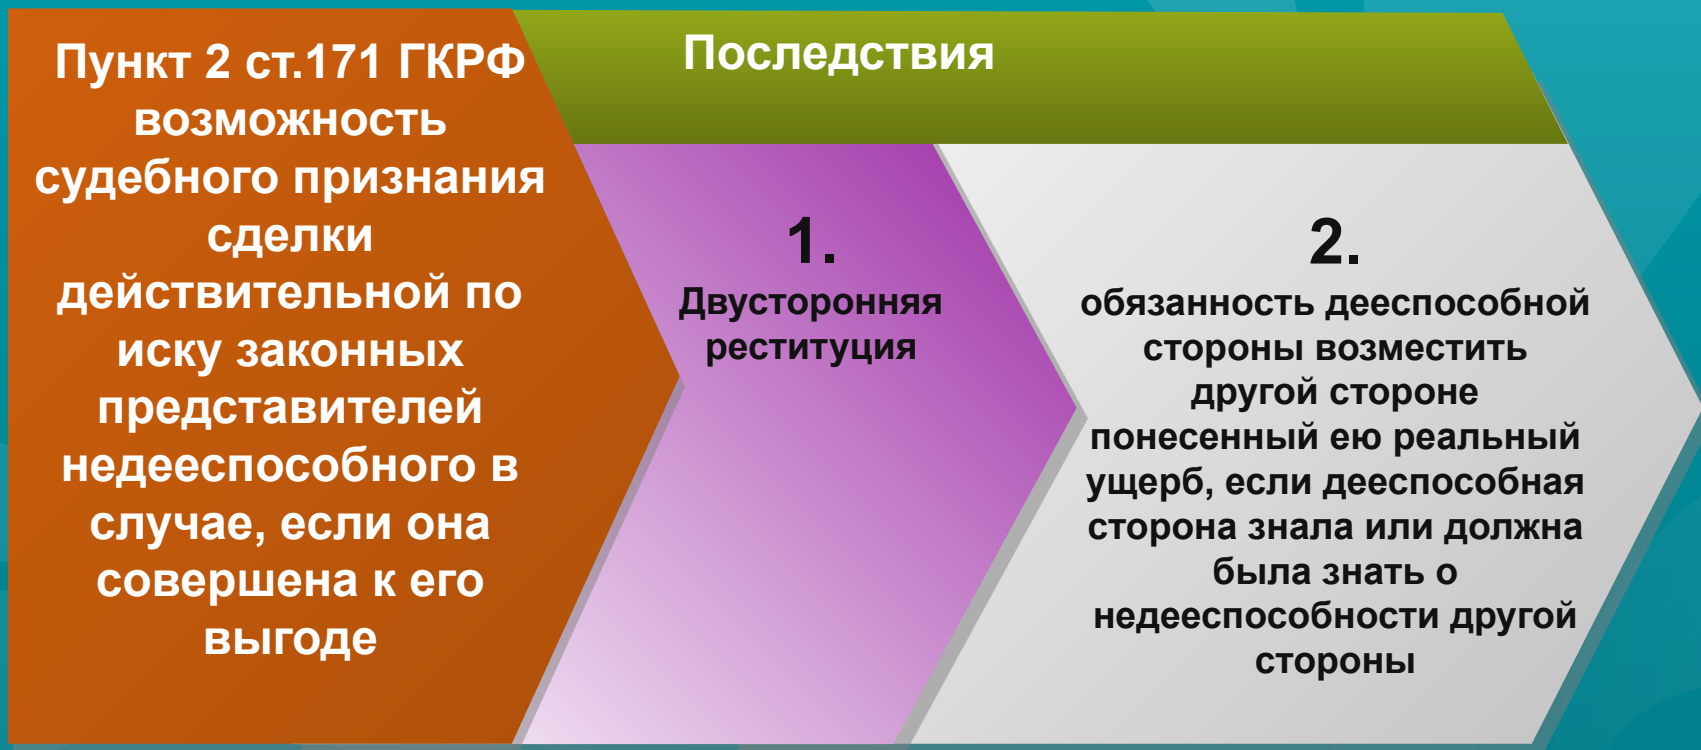 Пункт 2 ст.171 ГКРФ
возможность
судебного признания
сделки
действительной по
иску законных
представителей
недееспособного в
случае, если она
совершена к его
выгоде
Последствия
1.
Двусторонняя
реституция
2.
обязанность дееспособной
стороны возместить
другой стороне
понесенный ею реальный
ущерб, если дееспособная
сторона знала или должна
была знать о
недееспособности другой
стороны